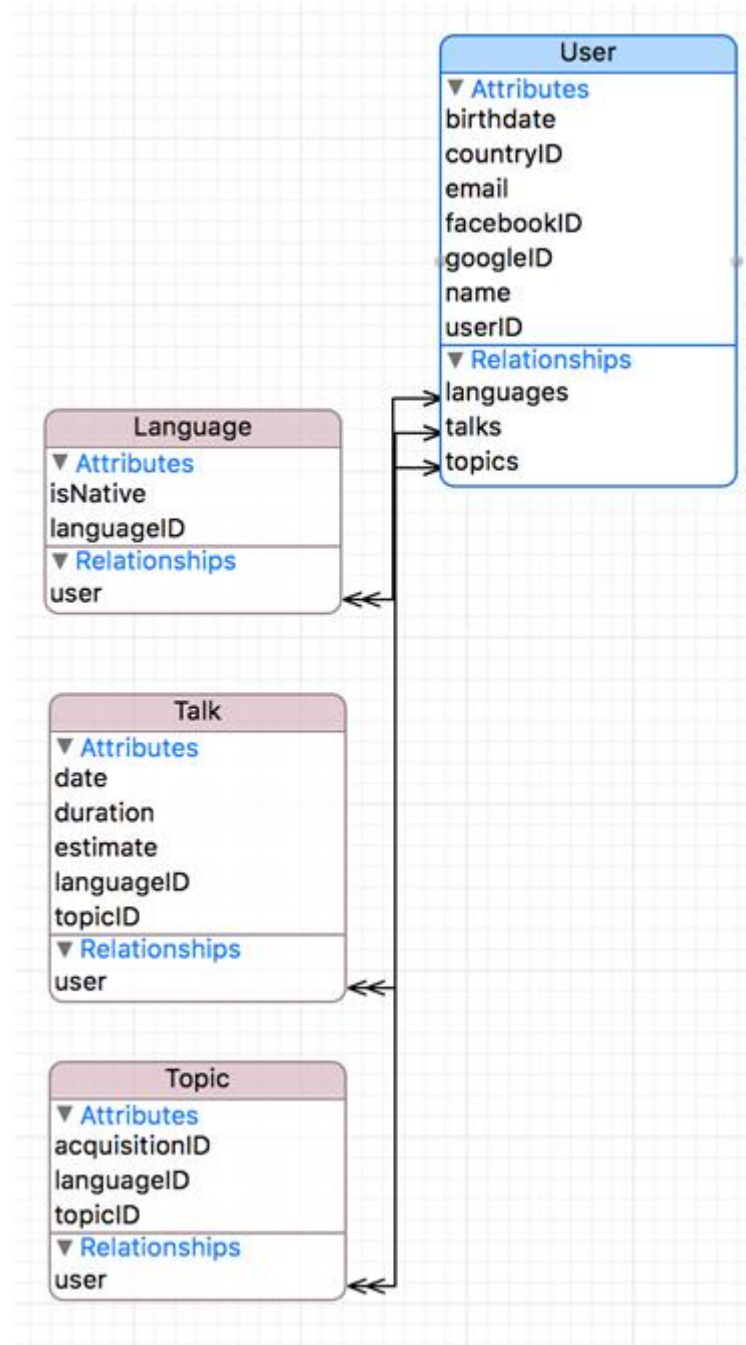 User
▼ Attributes
birthdate
countryID
email
facebookID
googleID
name
userID
▼ Relationships
languages
talks
topics
Language
▼ Attributes
isNative
languageID
▼ Relationships
user
Talk
▼ Attributes
date
duration
estimate
languageID
topicID
▼ Relationships
user
Topic
▼ Attributes
acquisitionID
languageID
topicID
▼ Relationships
user